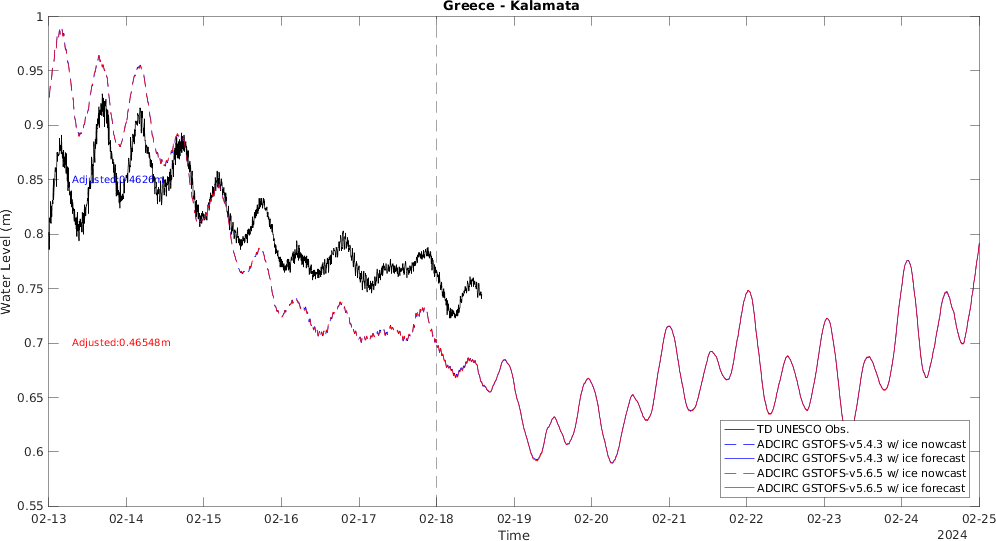 Greece - Kalamata
Water Level (m)
1
0.95
0.9
0.85
0.8
0.75
0.7
0.65
0.6
0.55
Adjusted:0.4626m
Adjusted:0.46548m
TD UNESCO Obs.
ADCIRC GSTOFS-v5.4.3 w/ ice nowcast
ADCIRC GSTOFS-v5.4.3 w/ ice forecast
ADCIRC GSTOFS-v5.6.5 w/ ice nowcast
ADCIRC GSTOFS-v5.6.5 w/ ice forecast
02-13 02-14 02-15 02-16 02-17 02-18 02-19 02-20 02-21 02-22 02-23 02-24 02-25
Time
2024